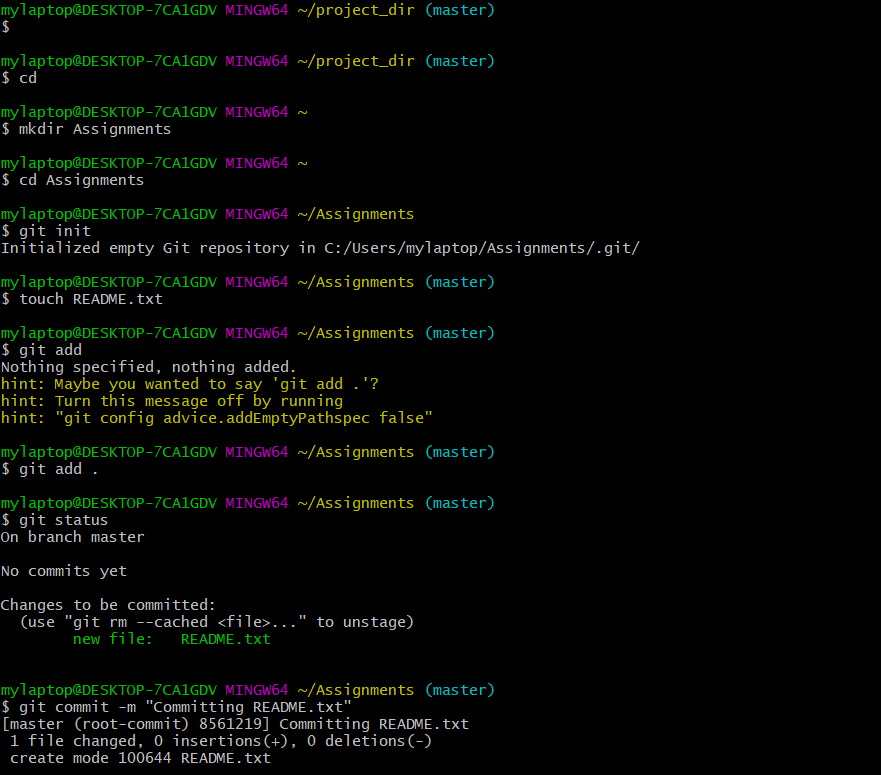 mylaptop@DESKTOP-7CA1GDV MINGW64 ~/project_dir (master)
$
mylaptop@DESKTOP-7CA1GDV MINGW64 ~/project_dir (master)
$ cd
mylaptop@DESKTOP-7CA1GDV MINGW64 ~
$ mkdir Assignments
mylaptop@DESKTOP-7CA1GDV MINGW64 ~
$ cd Assignments
mylaptop@DESKTOP-7CA1GDV MINGW64 ~/Assignments
$ git init
Initialized empty Git repository in C:/Users/mylaptop/Assignments/.git/
mylaptop@DESKTOP-7CA1GDV MINGW64 ~/Assignments (master)
$ touch README.txt
mylaptop@DESKTOP-7CA1GDV MINGW64 ~/Assignments (master)
$ git add
Nothing specified, nothing added.
hint: Maybe you wanted to say 'git add .'?
hint: Turn this message off by running
hint: "git config advice.addEmptyPathspec false"
mylaptop@DESKTOP-7CA1GDV MINGW64 ~/Assignments (master)
$ git add .
mylaptop@DESKTOP-7CA1GDV MINGW64 ~/Assignments (master)
$ git status
On branch master
No commits yet
Changes to be committed:
  (use "git rm --cached <file>..." to unstage)
        new file:   README.txt
mylaptop@DESKTOP-7CA1GDV MINGW64 ~/Assignments (master)
$ git commit -m "Committing README.txt"
[master (root-commit) 8561219] Committing README.txt
 1 file changed, 0 insertions(+), 0 deletions(-)
 create mode 100644 README.txt